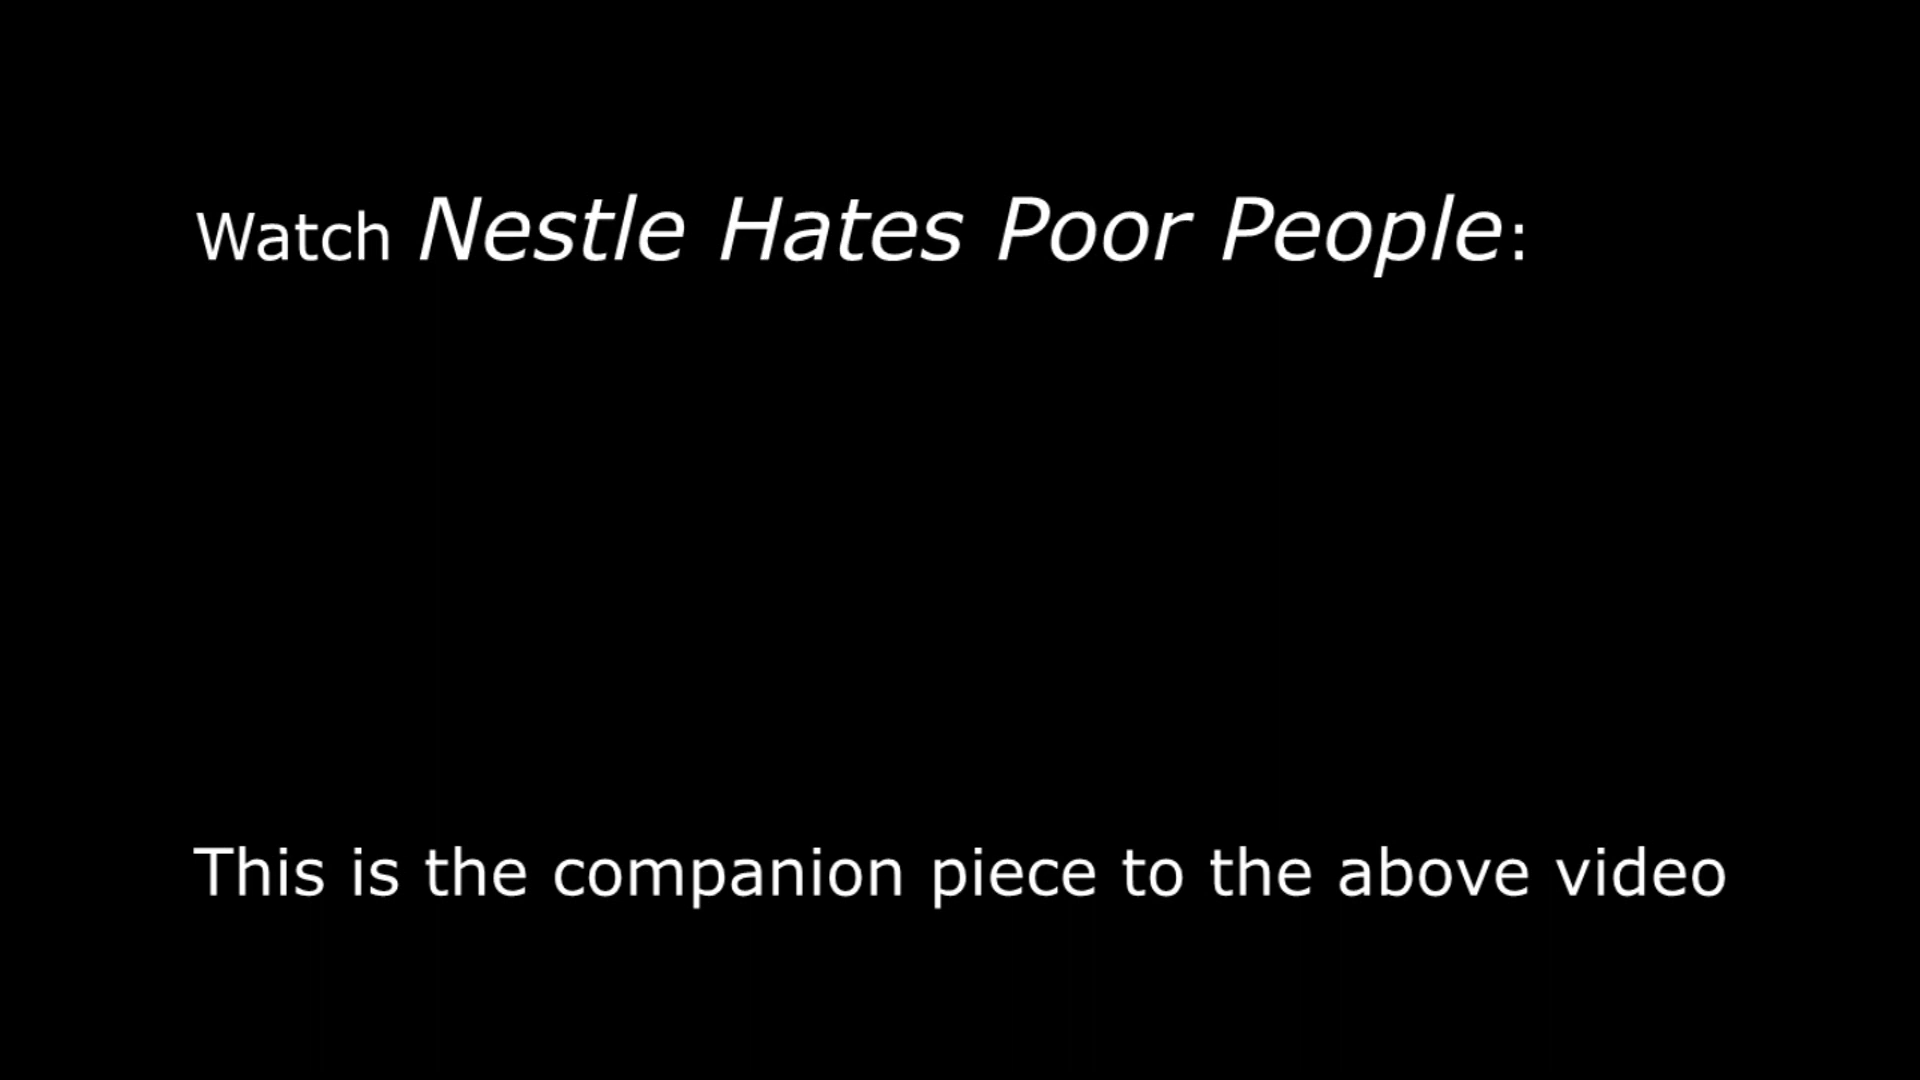 Watch Nestle Hates Poor People:
This is the companion piece to the above video